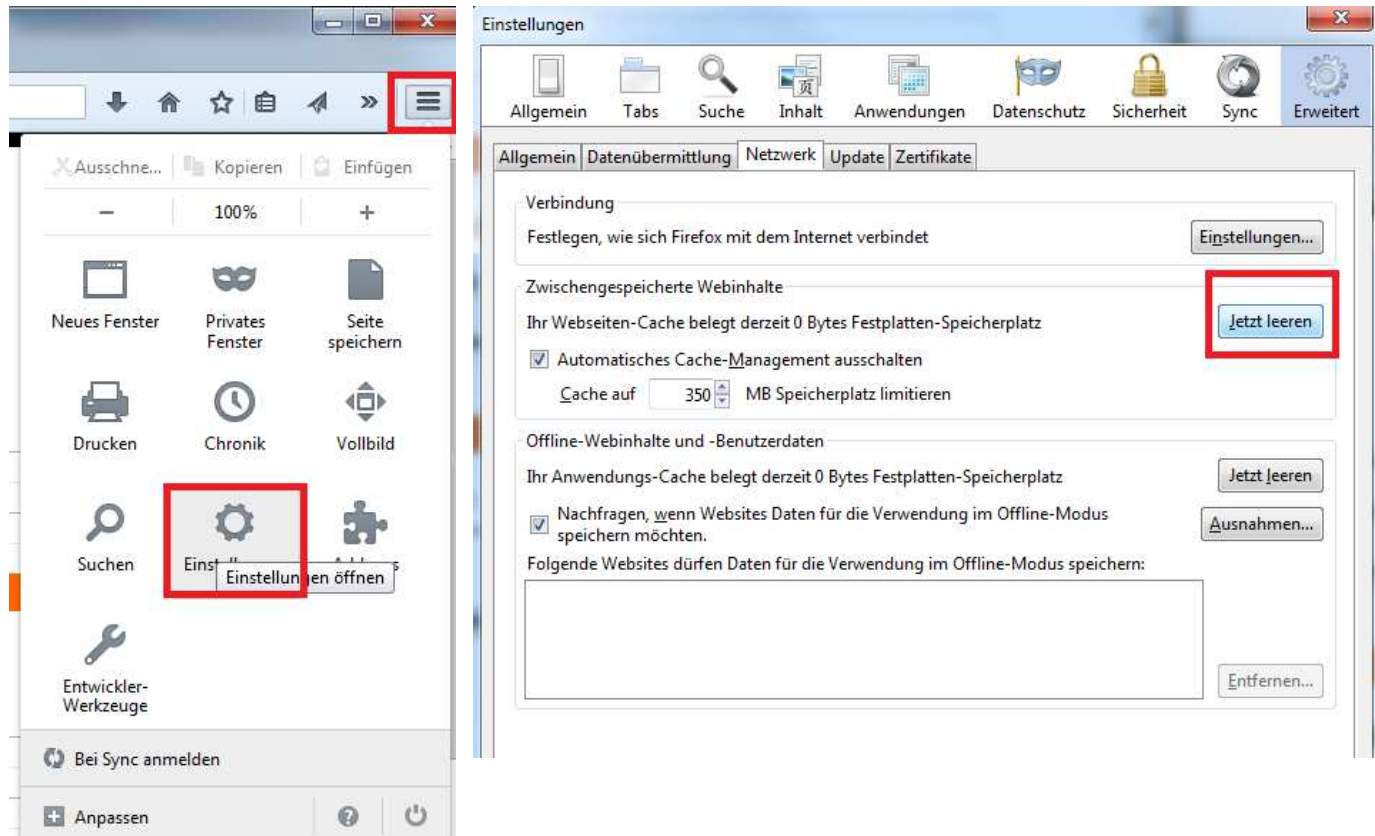 Ausschne...
Kopieren
Einfügen
100%
Neues Fenster
Privates
Fenster
Seite
speichern
Drucken
Chronik
Vollbild
Suchen
Einstellungen öffnen
Entwickler-
Werkzeuge
Bei Sync anmelden
Anpassen
Einstellungen
Allgemein
Tabs
Suche
Inhalt
Anwendungen
Datenschutz
Sicherheit
Sync
Erweitert
Allgemein
Datenübermittlung
Netzwerk
Update
Zertifikate
Verbindung
Festlegen, wie sich Firefox mit dem Internet verbindet
Einstellungen...
Zwischengespeicherte Webinhalte
Ihr Webseiten-Cache belegt derzeit 0 Bytes Festplatten-Speicherplatz
Jetzt leeren
Automatisches Cache-Management ausschalten
Cache auf 350 MB Speicherplatz limitieren
Offline-Webinhalte und -Benutzerdaten
Ihr Anwendungs-Cache belegt derzeit 0 Bytes Festplatten-Speicherplatz
Jetzt leeren
Nachfragen, wenn Websites Daten für die Verwendung im Offline-Modus
speichern möchten.
Ausnahmen...
Folgende Websites dürfen Daten für die Verwendung im Offline-Modus speichern:
Entfernen...